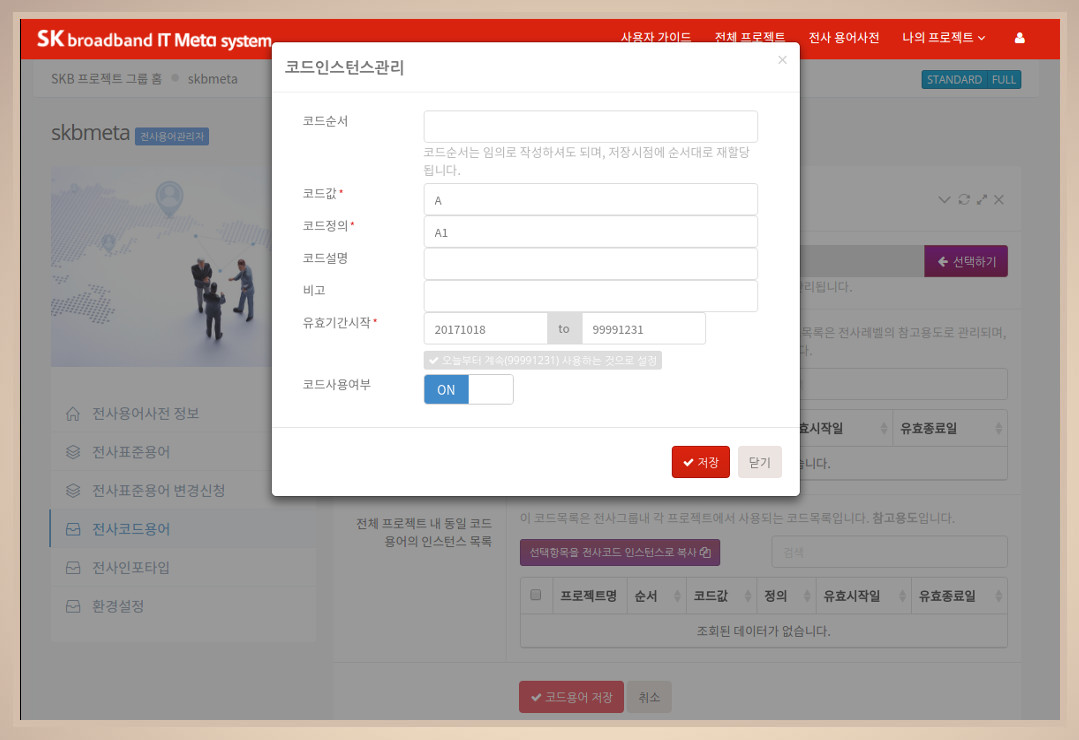 SK broadband IT Meta system
사용자 가이드 전체 프로젝트 전사 용어사전 나의 프로젝트
SKB 프로젝트 그룹 홈 skbmeta
STANDARD FULL
skbmeta 전사용어관리자
전사용어사전 정보
전사표준용어
전사표준용어 변경신청
전사코드용어
전사인포타입
환경설정
코드인스턴스관리 ×
코드순서
코드순서는 임의로 작성하셔도 되며, 저장시점에 순서대로 재할당
됩니다.
코드값* A
코드정의* A1
코드설명
비고
유효기간시작* 20171018 to 99991231
오늘부터 계속(99991231) 사용하는 것으로 설정
코드사용여부 ON
저장 닫기
선택하기
리됩니다.
목록은 전사레벨의 참고용도로 관리되며,
다.
효시작일 유효종료일
습니다.
전체 프로젝트 내 동일 코드
용어의 인스턴스 목록
이 코드목록은 전사그룹내 각 프로젝트에서 사용되는 코드목록입니다. 참고용도입니다.
선택항목을 전사코드 인스턴스로 복사 검색
프로젝트명 순서 코드값 정의 유효시작일 유효종료일
조회된 데이터가 없습니다.
코드용어 저장 취소